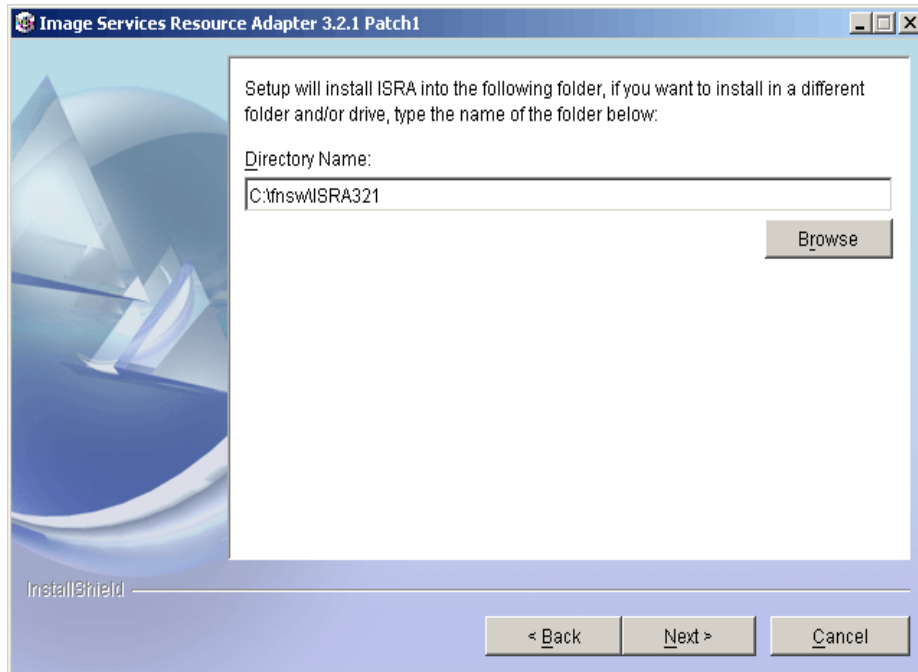 Image Services Resource Adapter 3.2.1 Patch1
Setup will install ISRA into the following folder, if you want to install in a different
folder and/or drive, type the name of the folder below:
Directory Name:
C:\fnsw\ISRA321
Browse
InstallShield
< Back
Next >
Cancel